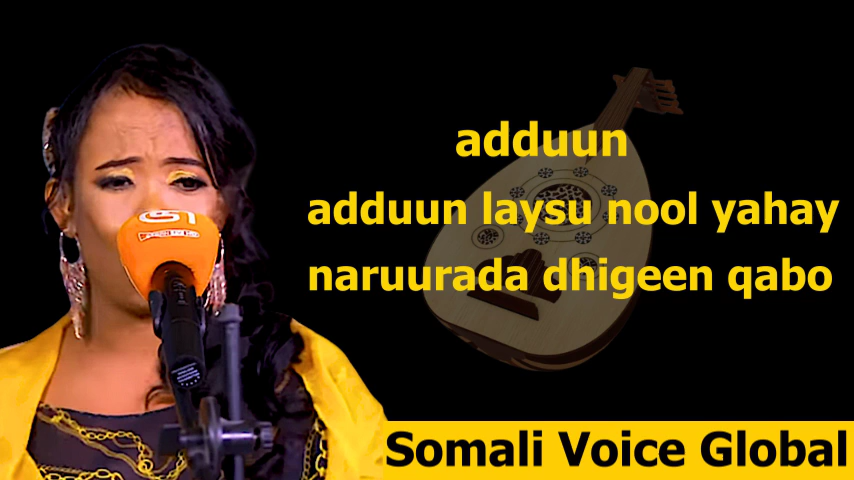 adduun
adduun laysu nool yahay
naruurada dhigeen qabo
Somali Voice Global